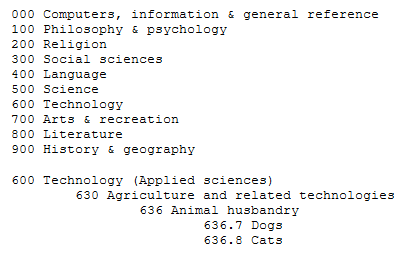 000 Computers, information & general reference
100 Philosophy & psychology
200 Religion
300 Social sciences
400 Language
500 Science
600 Technology
700 Arts & recreation
800 Literature
900 History & geography
600 Technology (Applied sciences)
630 Agriculture and related technologies
636 Animal husbandry
636.7 Dogs
636.8 Cats